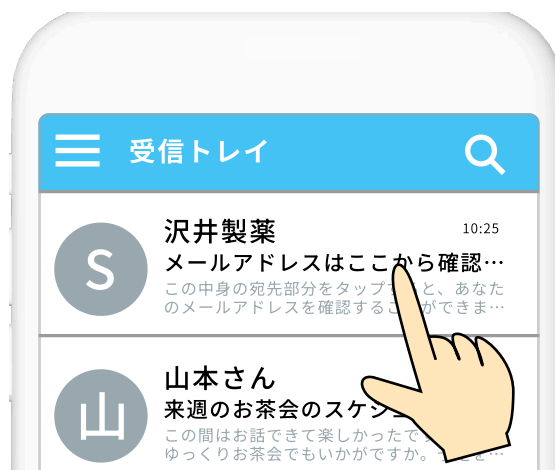 受信トレイ
S
沢井製薬
10:25
メールアドレスはここから確認…
この中身の宛先部分をタップ と、あなた
のメールアドレスを確認するこ ができま…
山
山本さん
来週のお茶会のスケジ
この間はお話できて楽しかったで
ゆっくりお茶会でもいかがですか。